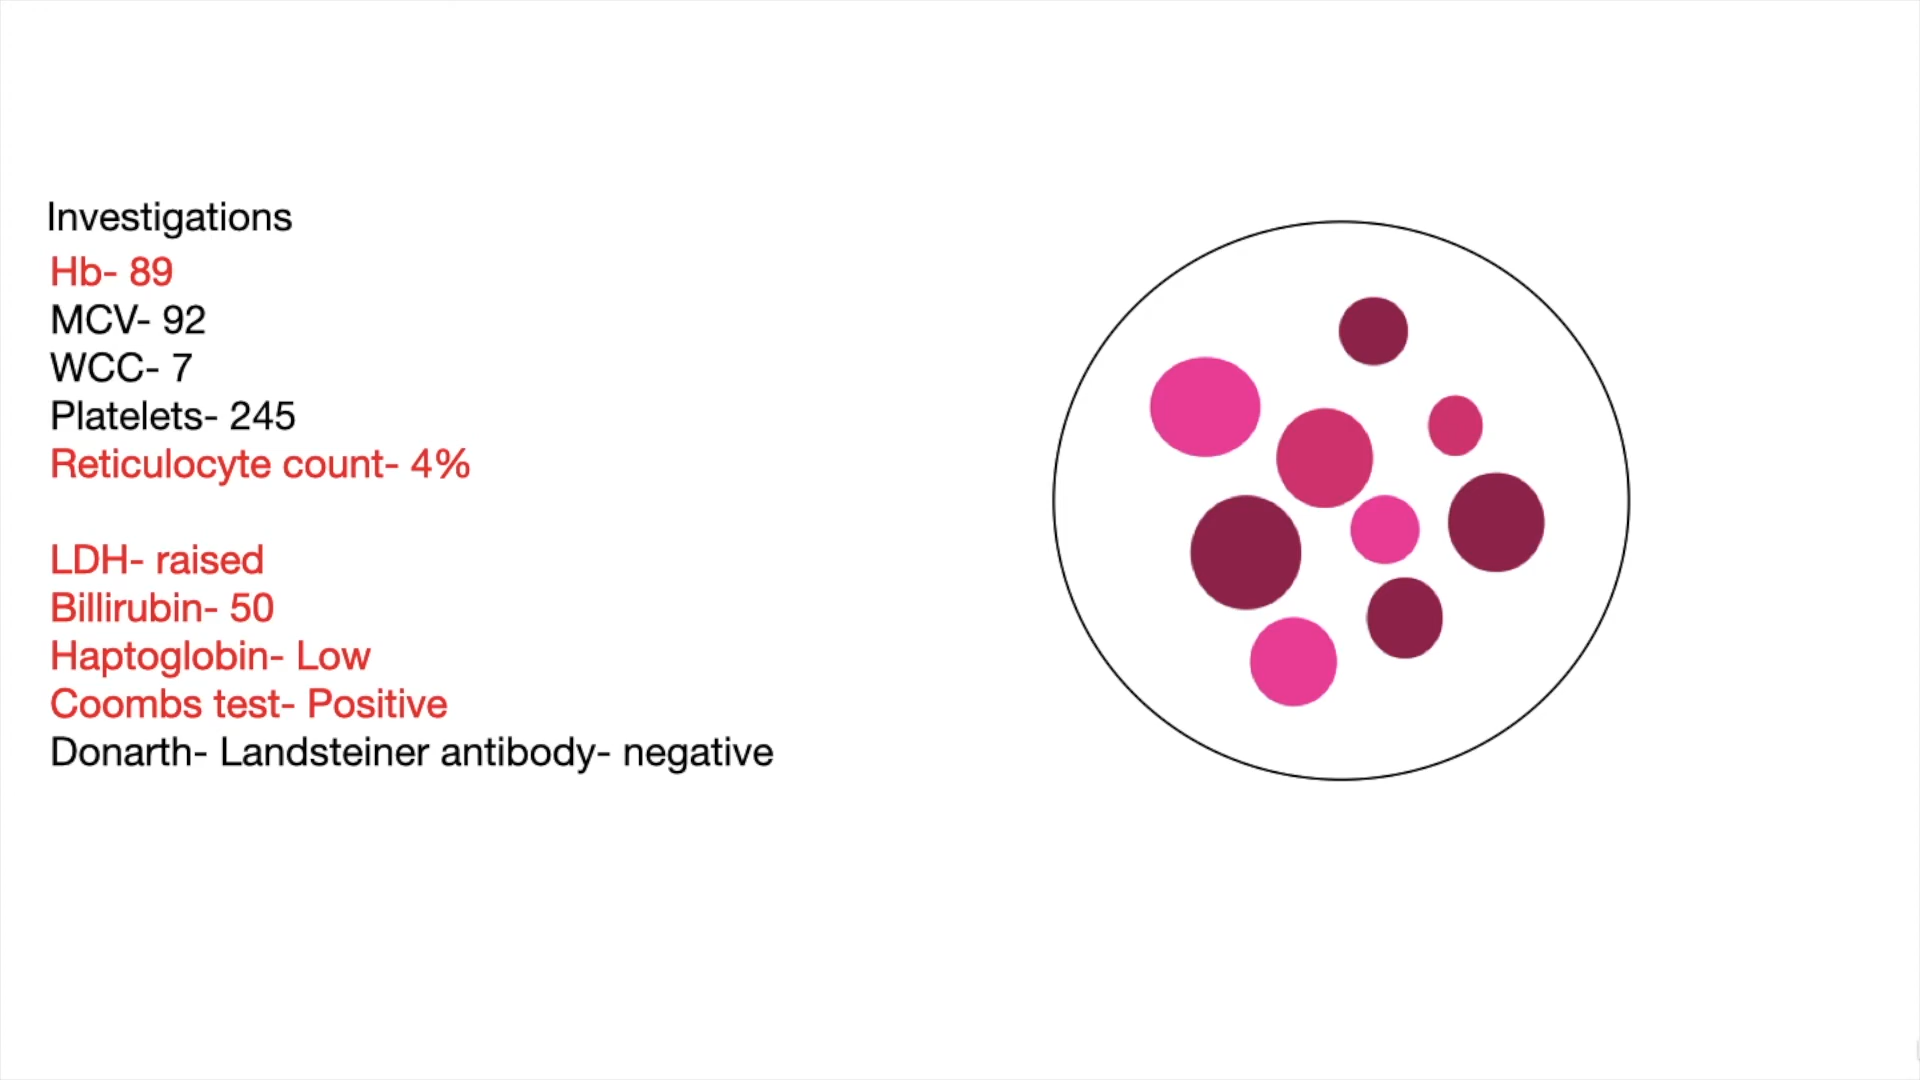 Investigations
Hb- 89
MCV- 92
WCC- 7
Platelets- 245
Reticulocyte count- 4%
LDH- raised
Billirubin- 50
Haptoglobin- Low
Coombs test- Positive
Donarth- Landsteiner antibody- negative